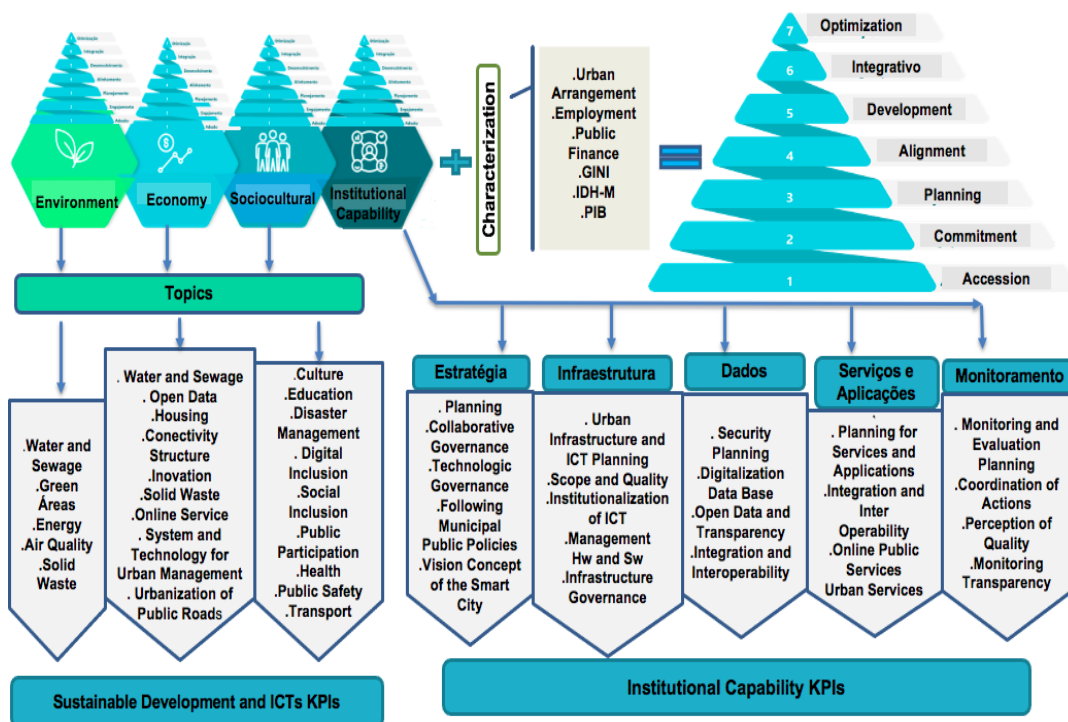 7 Optimization
6 Integrativo
5 Development
4 Alignment
3 Planning
2 Commitment
1 Accession
Otimização
Integração
Desenvolvimento
Alinhamento
Planejamento
Adesão
Environment
Economy
Sociocultural
Institutional
Capability
Characterization
.Urban
Arrangement
.Employment
.Public
Finance
.GINI
.IDH-M
.PIB
Topics
.Water and
Sewage
.Green
Áreas
.Energy
.Air Quality
.Solid
Waste
. Water and Sewage
. Open Data
.Housing
.Conectivity
Structure
.Inovation
.Solid Waste
.Online Service
. System and
Technology for
Urban Management
. Urbanization of
Public Roads
.Culture
.Education
.Disaster
Management
. Digital
Inclusion
.Social
Inclusion
.Public
Participation
.Health
.Public Safety
.Transport
Sustainable Development and ICTs KPIs
Estratégia
. Planning
.Collaborative
Governance
.Technologic
Governance
.Following
Municipal
Public Policies
.Vision Concept
of the Smart
City
Infraestrutura
. Urban
Infrastructure and
ICT Planning
.Scope and Quality
.Institutionalization
of ICT
.Management
Hw and Sw
.Infrastructure
Governance
Dados
. Security
Planning
.Digitalization
Data Base
.Open Data and
Transparency
.Integration and
Interoperability
Serviços e
Aplicações
.
. Planning for
Services and
Applications
.Integration and
Inter
Operability
.Online Public
Services
Urban Services
Monitoramento
. Monitoring and
Evaluation
Planning
.Coordination of
Actions
.Perception of
Quality
.Monitoring
Transparency
Institutional Capability KPIs